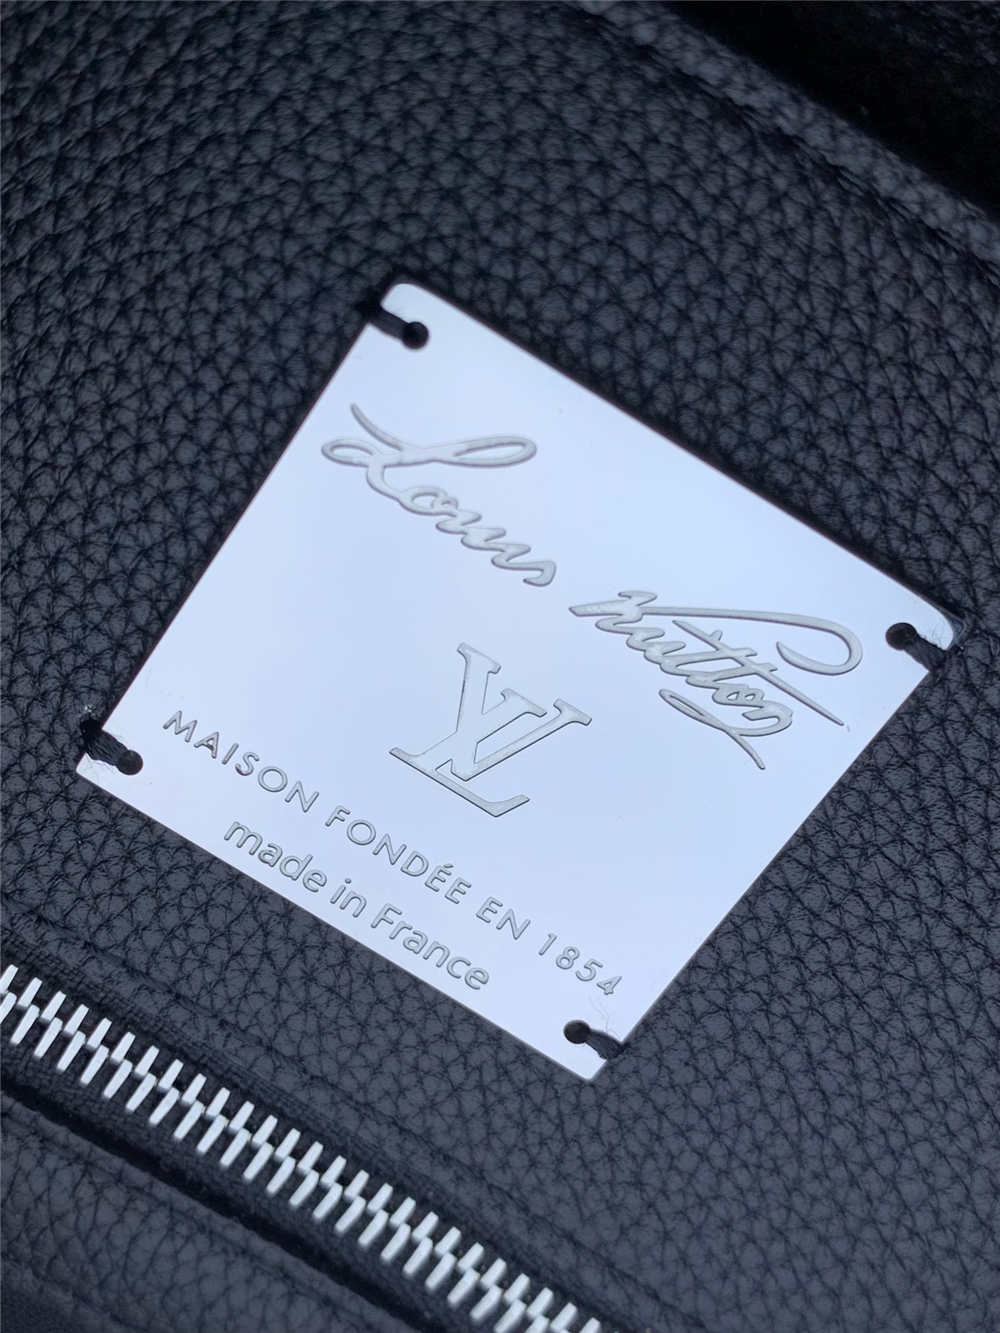 Louis Vuitton
LV
MAISON FONDÉE EN 1854
made in France